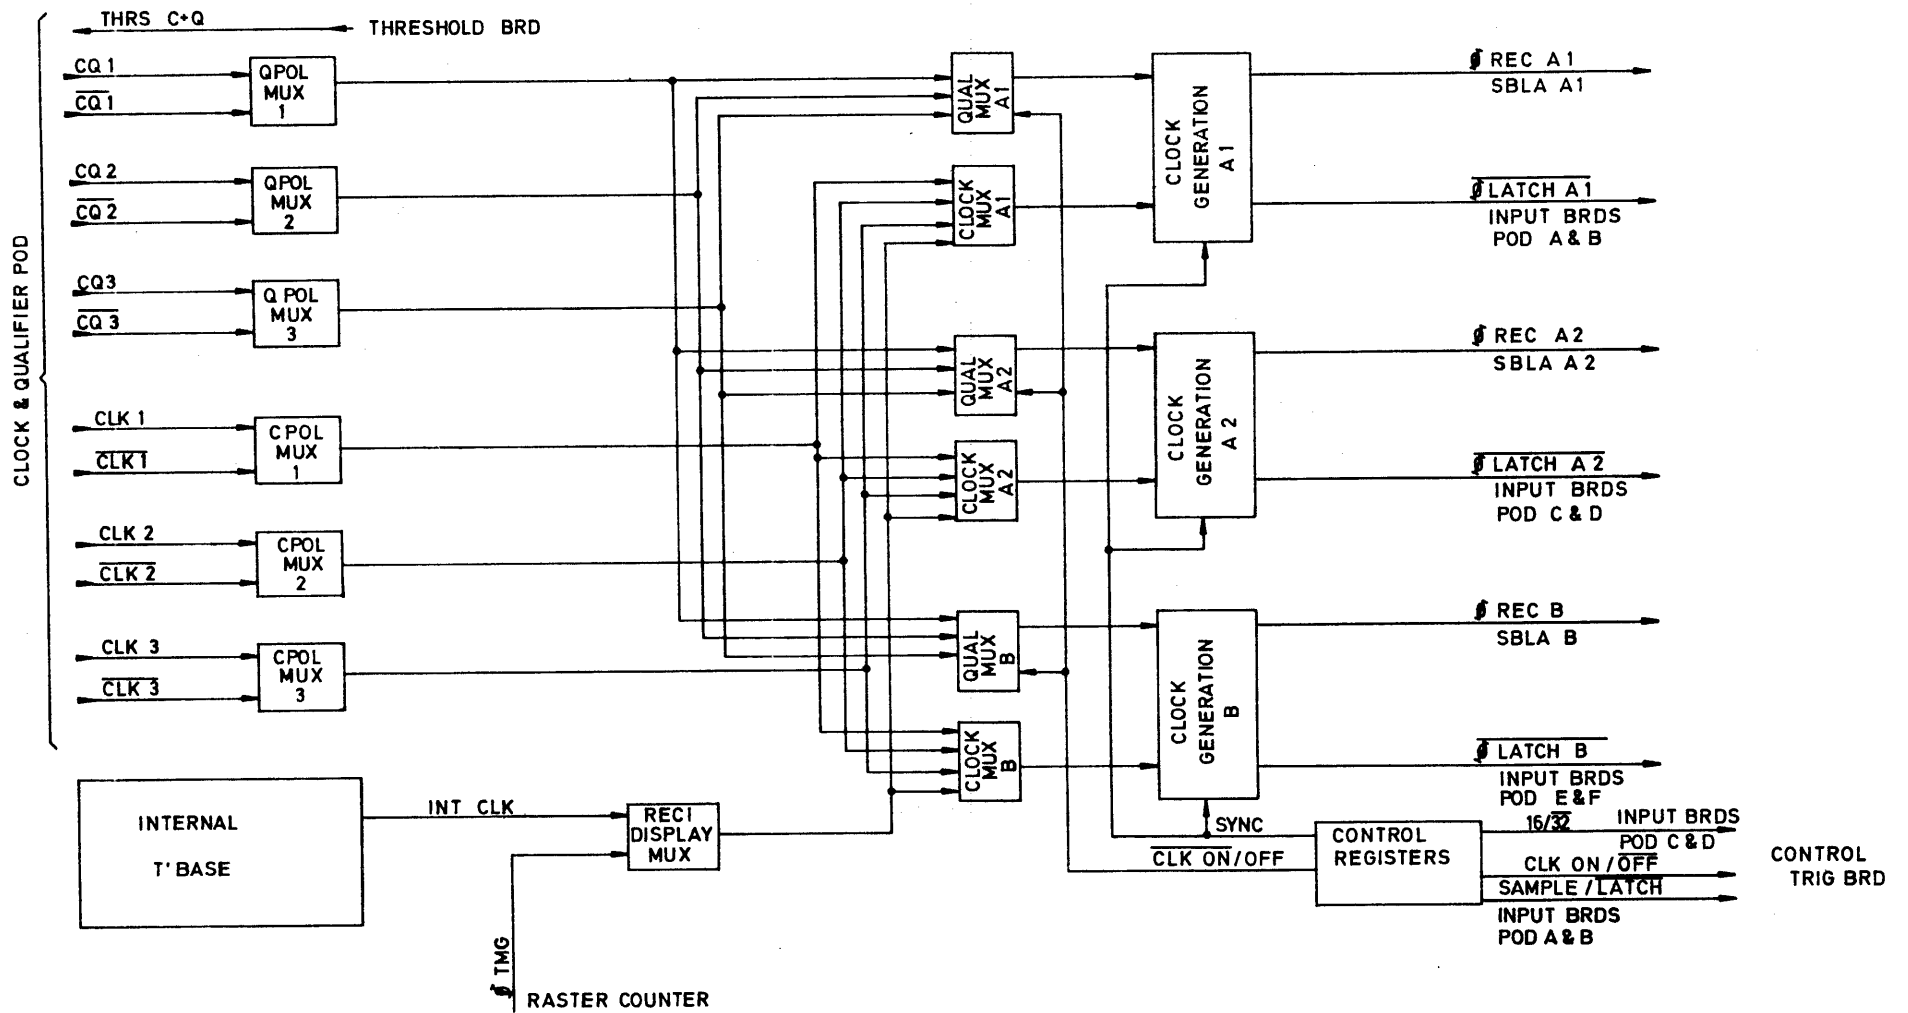 CLOCK & QUALIFIER POD
THRS C+Q
THRESHOLD BRD
CQ 1
CQ 1
QPOL
MUX
1
CQ 2
CQ 2
QPOL
MUX
2
CQ3
CQ 3
Q POL
MUX
3
CLK 1
CLK 1
CPOL
MUX
1
CLK 2
CLK 2
CPOL
MUX
2
CLK 3
CLK 3
CPOL
MUX
3
INTERNAL
T'BASE
INT CLK
RECI
DISPLAY
MUX
Ø TMG
RASTER COUNTER
QUAL
MUX
A1
CLOCK
MUX
A1
QUAL
MUX
A2
CLOCK
MUX
A2
QUAL
MUX
B
CLOCK
MUX
B
CLOCK
GENERATION
A1
CLOCK
GENERATION
A2
CLOCK
GENERATION
B
Ø REC A1
SBLA A1
Ø LATCH A1
INPUT BRDS
POD A & B
Ø REC A2
SBLA A2
Ø LATCH A2
INPUT BRDS
POD C & D
Ø REC B
SBLA B
Ø LATCH B
INPUT BRDS
POD E & F
SYNC
CLK ON/OFF
CONTROL
REGISTERS
16/32 INPUT BRDS
POD C & D
CLK ON/OFF
SAMPLE/LATCH
INPUT BRDS
POD A & B
CONTROL
TRIG BRD